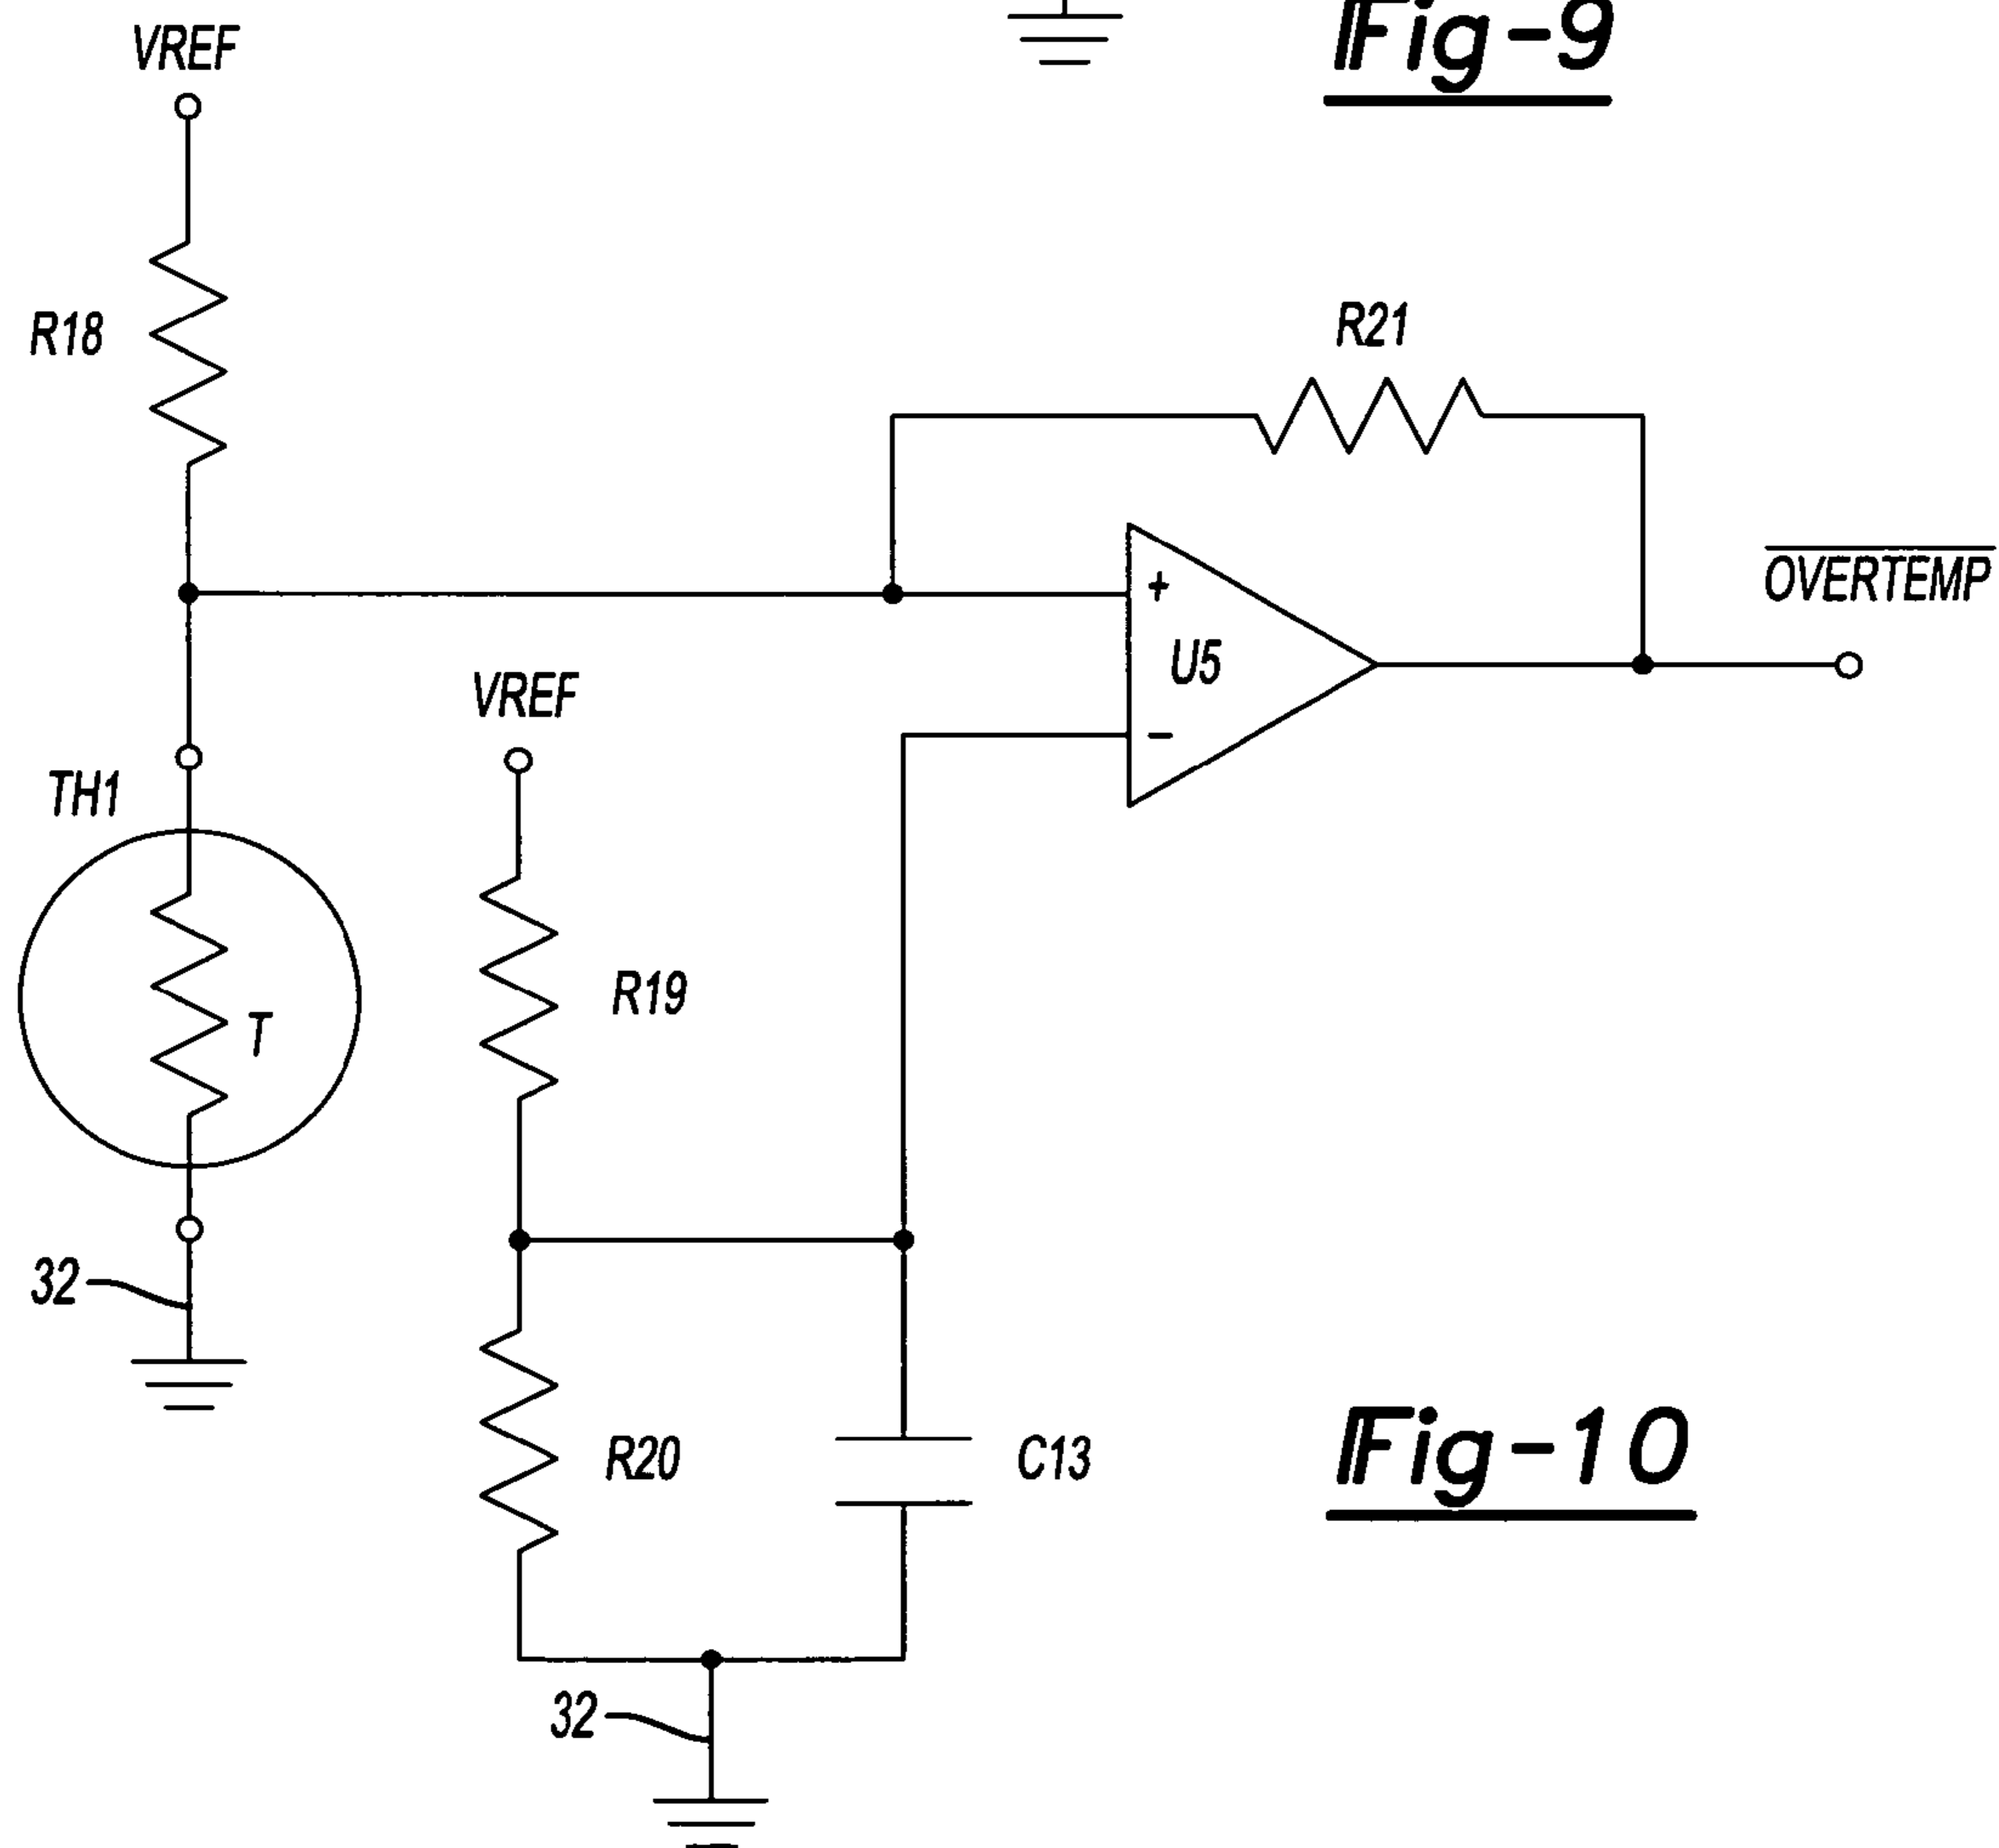 Fig-9
VREF
R18
R21
OVERTEMP
+
U5
-
VREF
TH1
T
R19
32
R20
C13
Fig-10
32